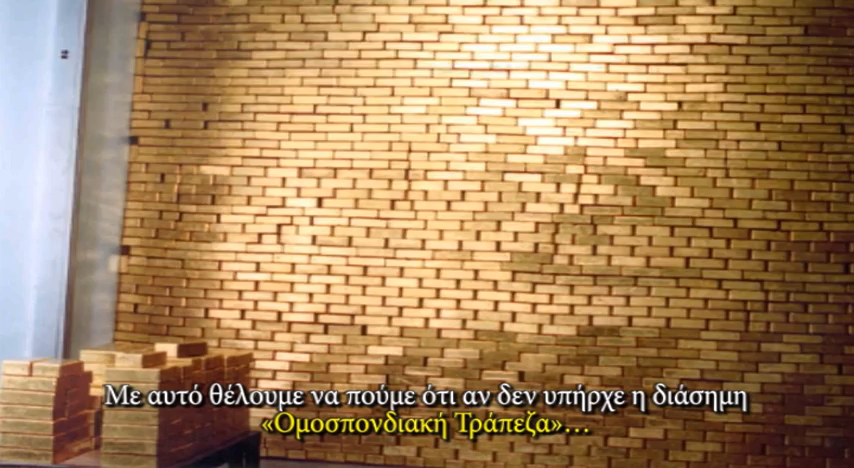 Με αυτό θέλουμε να πούμε ότι αν δεν υπήρχε η διάσημη
«Ομοσπονδιακή Τράπεζα»…